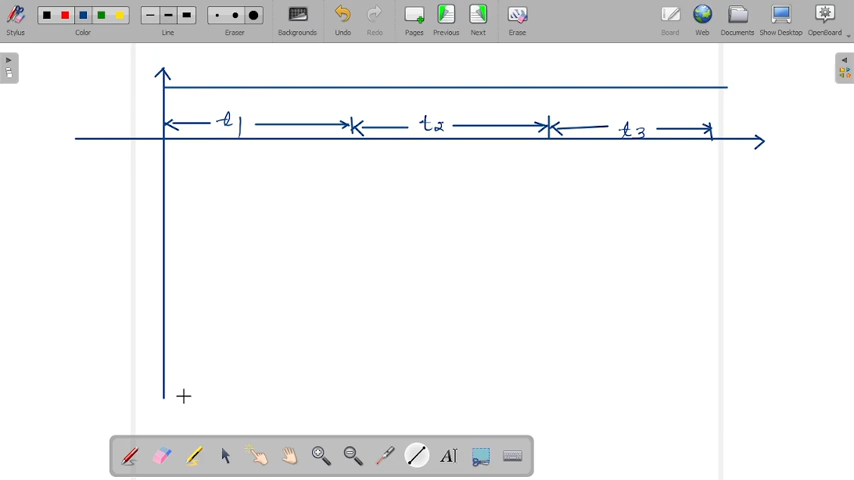 Stylus Color Line Eraser Backgrounds Undo Redo Pages Previous Next Erase Board Web Documents Show Desktop OpenBoard
t1 t2 t3
AI